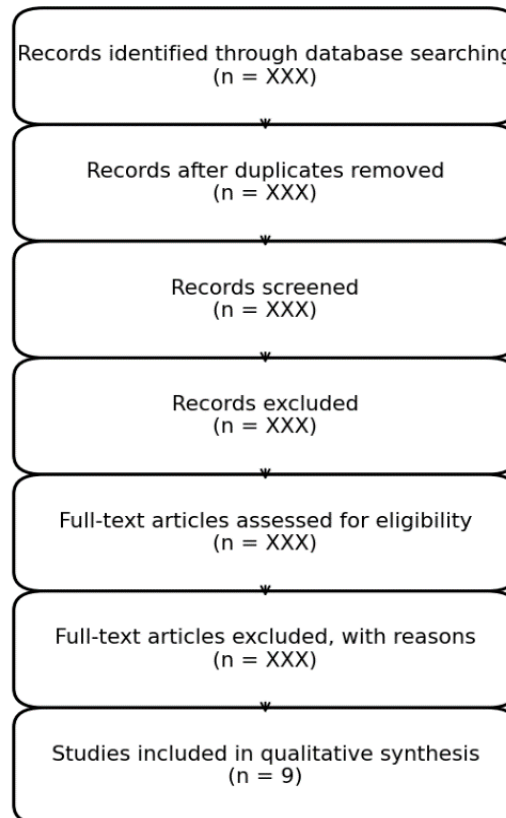 Records identified through database searching
(n = XXX)
Records after duplicates removed
(n = XXX)
Records screened
(n = XXX)
Records excluded
(n = XXX)
Full-text articles assessed for eligibility
(n = XXX)
Full-text articles excluded, with reasons
(n = XXX)
Studies included in qualitative synthesis
(n = 9)